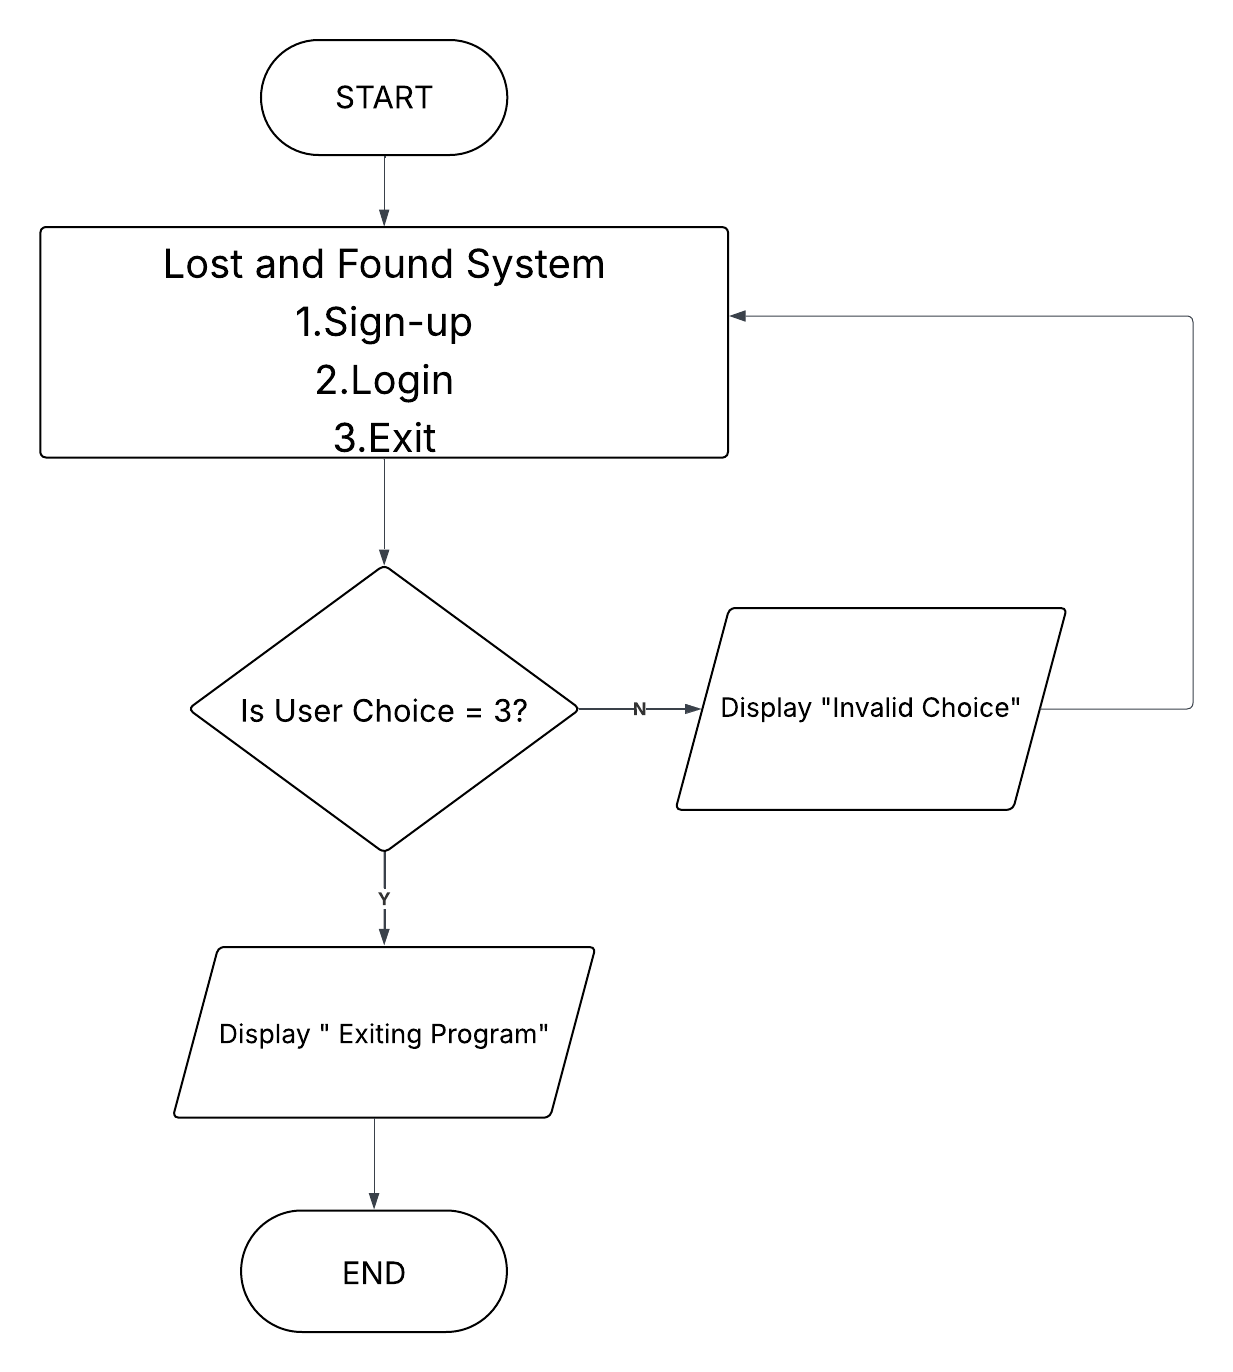 START
Lost and Found System
1.Sign-up
2.Login
3.Exit
Is User Choice = 3?
N
Display "Invalid Choice"
Y
Display " Exiting Program"
END